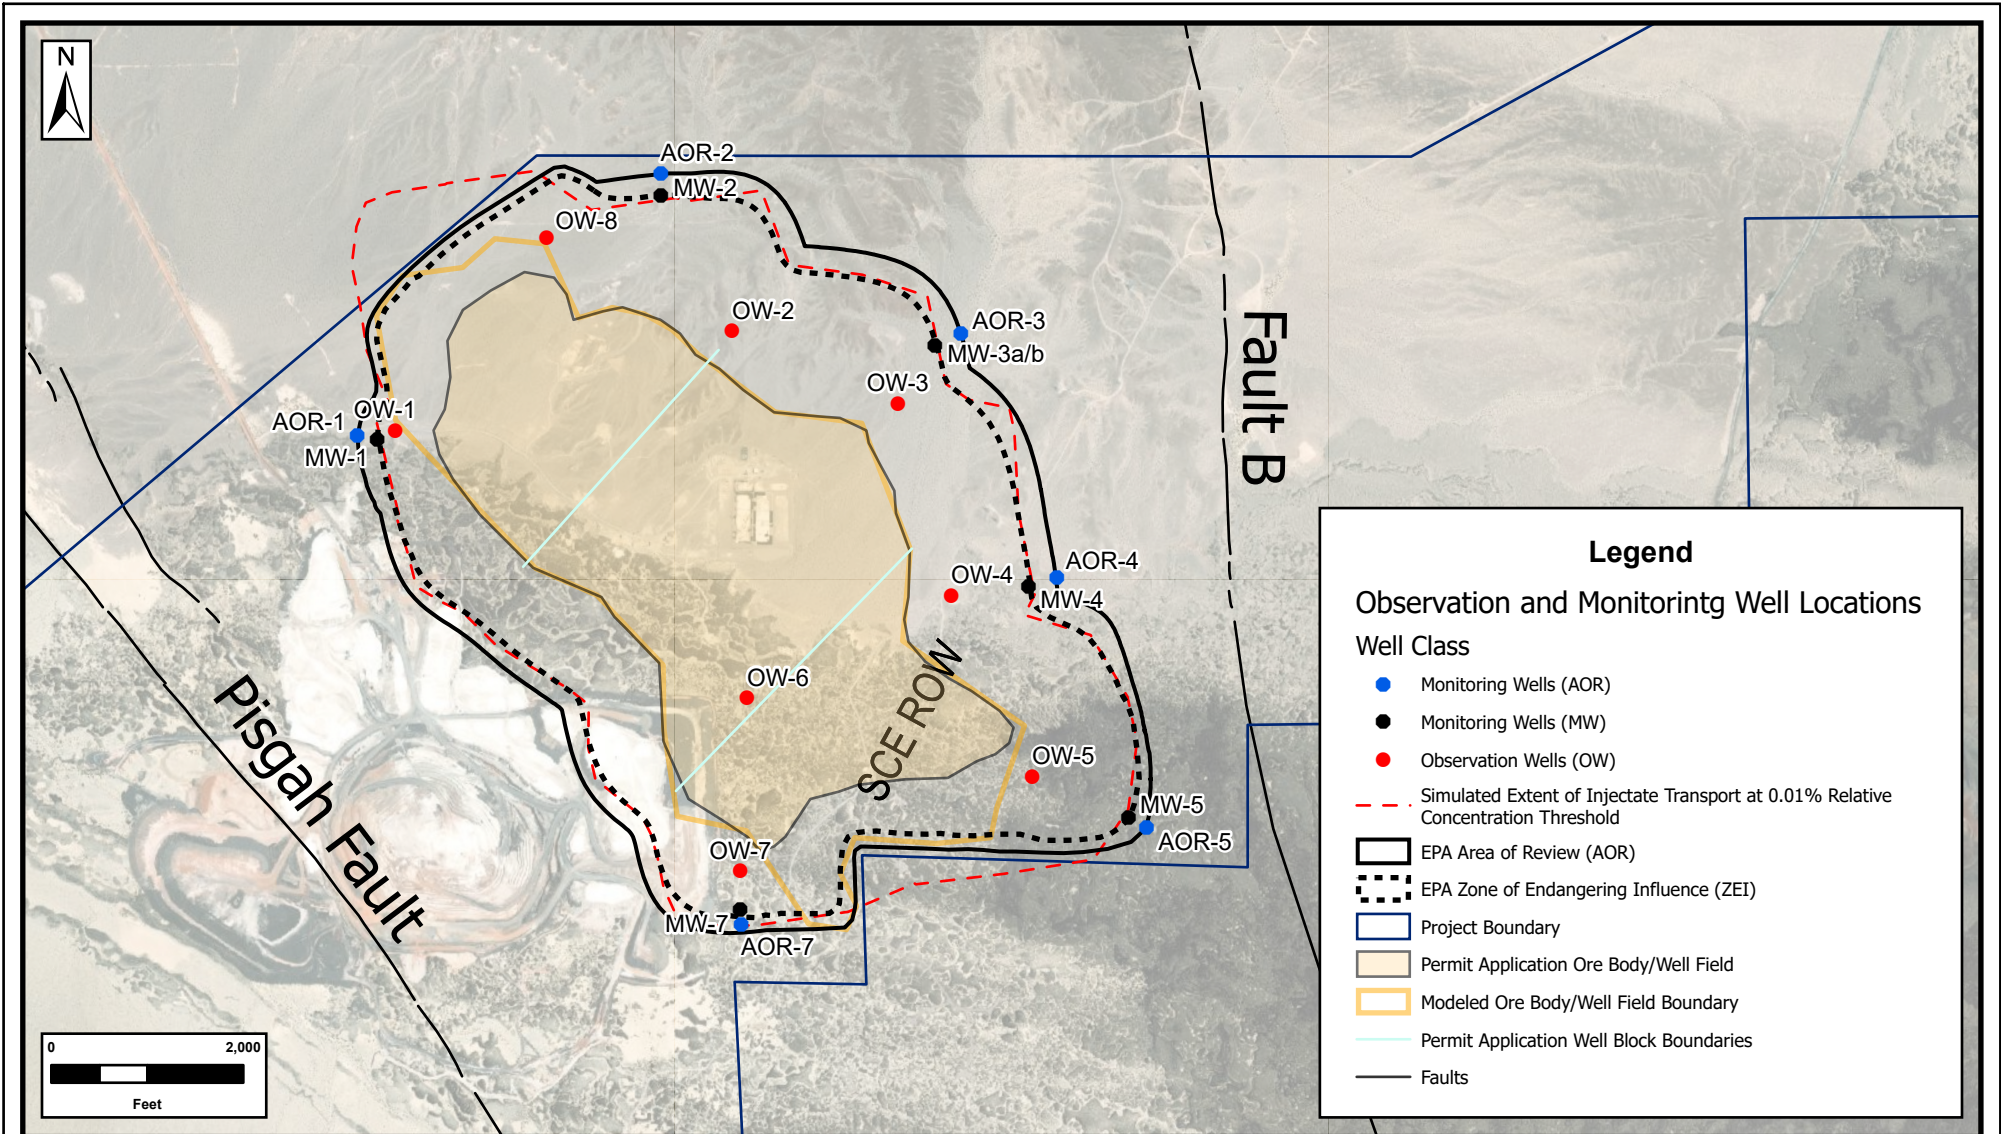 N
AOR-2
MW-2
OW-8
OW-2
AOR-3
MW-3a/b
OW-3
OW-1
AOR-1
MW-1
Fault B
AOR-4
OW-4
MW-4
SCE ROW
OW-6
OW-5
MW-5
AOR-5
OW-7
MW-7
AOR-7
Pisgah Fault
0 2,000
Feet
Legend
Observation and Monitorintg Well Locations
Well Class
Monitoring Wells (AOR)
Monitoring Wells (MW)
Observation Wells (OW)
Simulated Extent of Injectate Transport at 0.01% Relative
Concentration Threshold
EPA Area of Review (AOR)
EPA Zone of Endangering Influence (ZEI)
Project Boundary
Permit Application Ore Body/Well Field
Modeled Ore Body/Well Field Boundary
Permit Application Well Block Boundaries
Faults